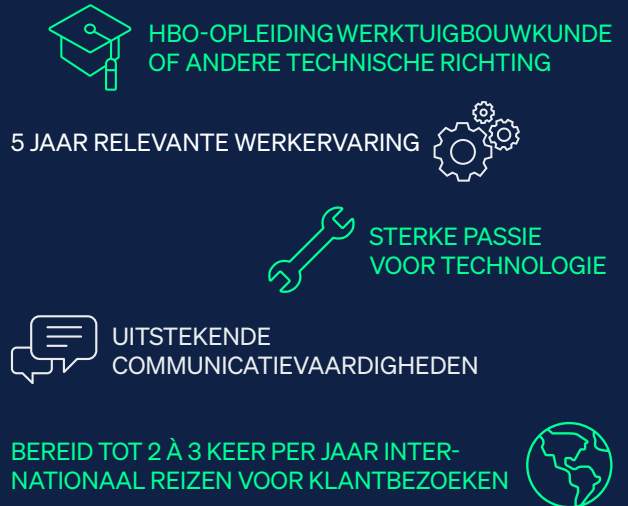 HBO-OPLEIDING WERKTUIGBOUWKUNDE
OF ANDERE TECHNISCHE RICHTING
5 JAAR RELEVANTE WERKERVARING
STERKE PASSIE
VOOR TECHNOLOGIE
UITSTEKENDE
COMMUNICATIEVAARDIGHEDEN
BEREID TOT 2 À 3 KEER PER JAAR INTER-
NATIONAAL REIZEN VOOR KLANTBEZOEKEN